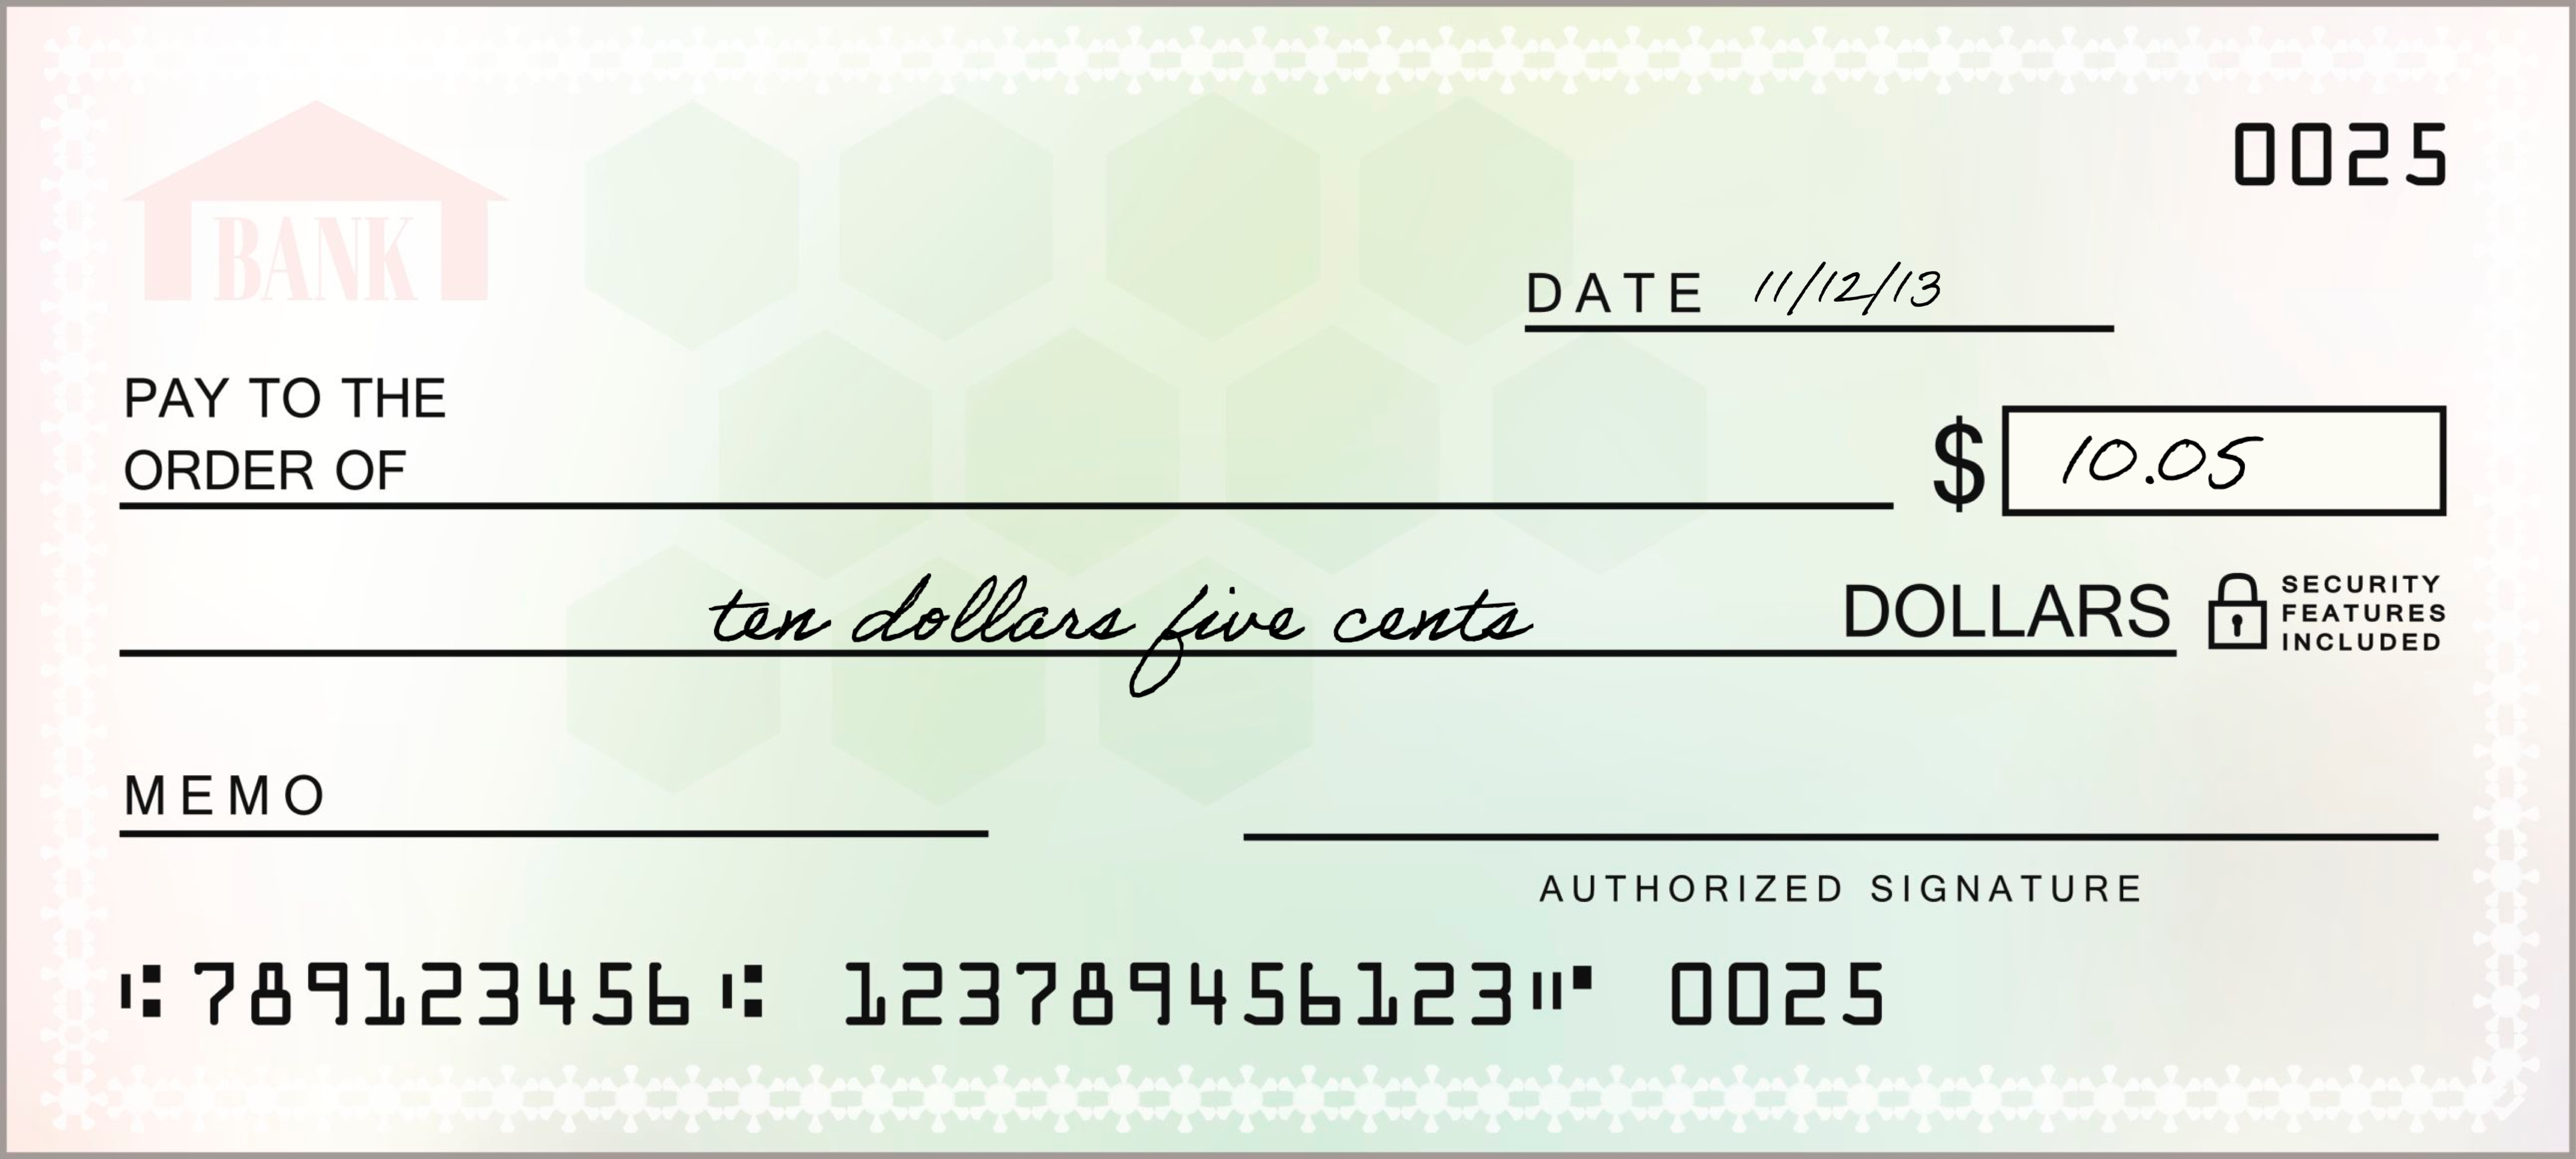 BANK
0025
DATE 11/12/13
PAY TO THE
ORDER OF
$ 10.05
ten dollars five cents DOLLARS
SECURITY
FEATURES
INCLUDED
MEMO
AUTHORIZED SIGNATURE
⑆789123456⑆ 123789456123⑈ 0025